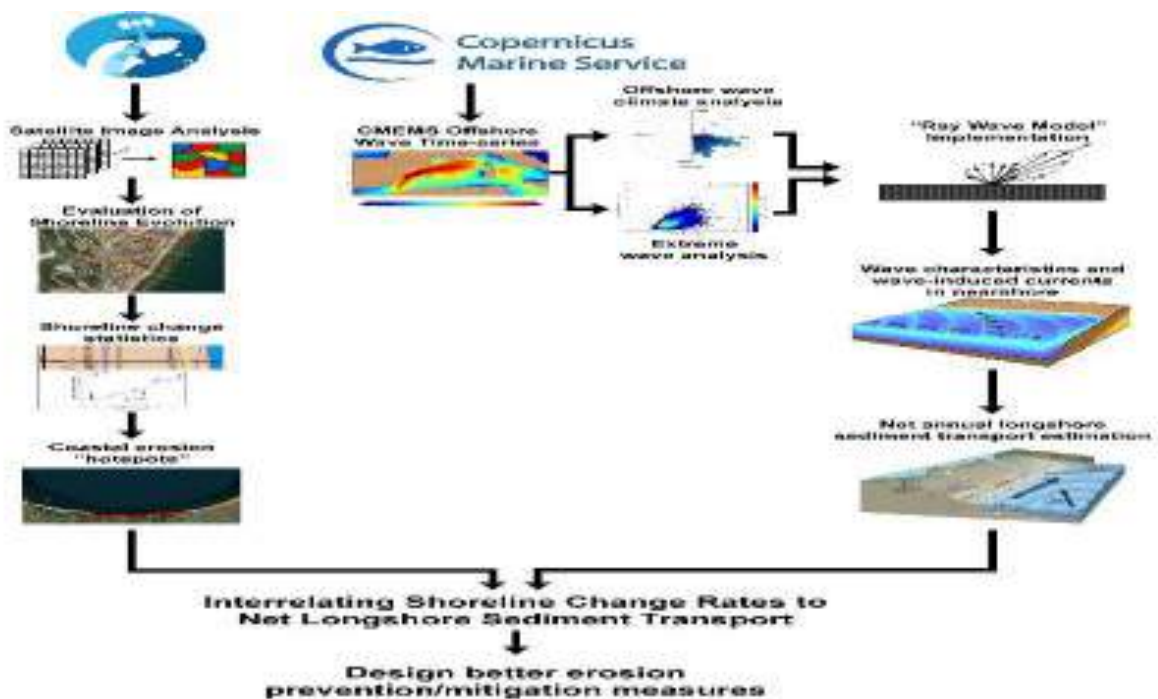 Copernicus
Marine Service
Satellite Image Analysis
Evaluation of
Shoreline Evolution
Shoreline change
statistics
Coastal erosion
"hotspots"
CMEMS Offshore
Wave Time-series
Offshore wave
climate analysis
Extreme
wave analysis
"Ray Wave Model"
Implementation
Wave characteristics and
wave-induced currents
in nearshore
Net annual longshore
sediment transport estimation
Interrelating Shoreline Change Rates to
Net Longshore Sediment Transport
Design better erosion
prevention/mitigation measures